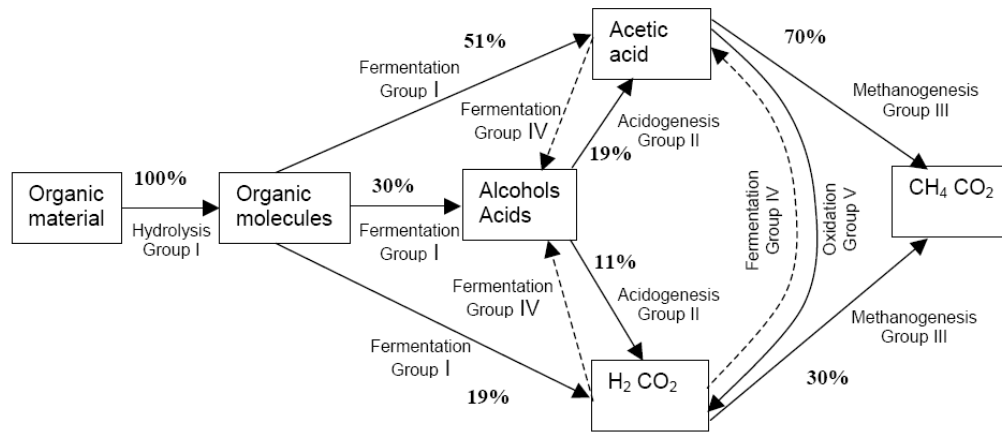 Organic
material
100%
Hydrolysis
Group I
Organic
molecules
51%
Fermentation
Group I
30%
Fermentation
Group I
Fermentation
Group I
19%
Fermentation
Group IV
Alcohols
Acids
Fermentation
Group IV
Acetic
acid
Acidogenesis
Group II
19%
11%
Acidogenesis
Group II
H₂ CO₂
Fermentation
Group IV
Oxidation
Group V
70%
Methanogenesis
Group III
CH₄ CO₂
Methanogenesis
Group III
30%